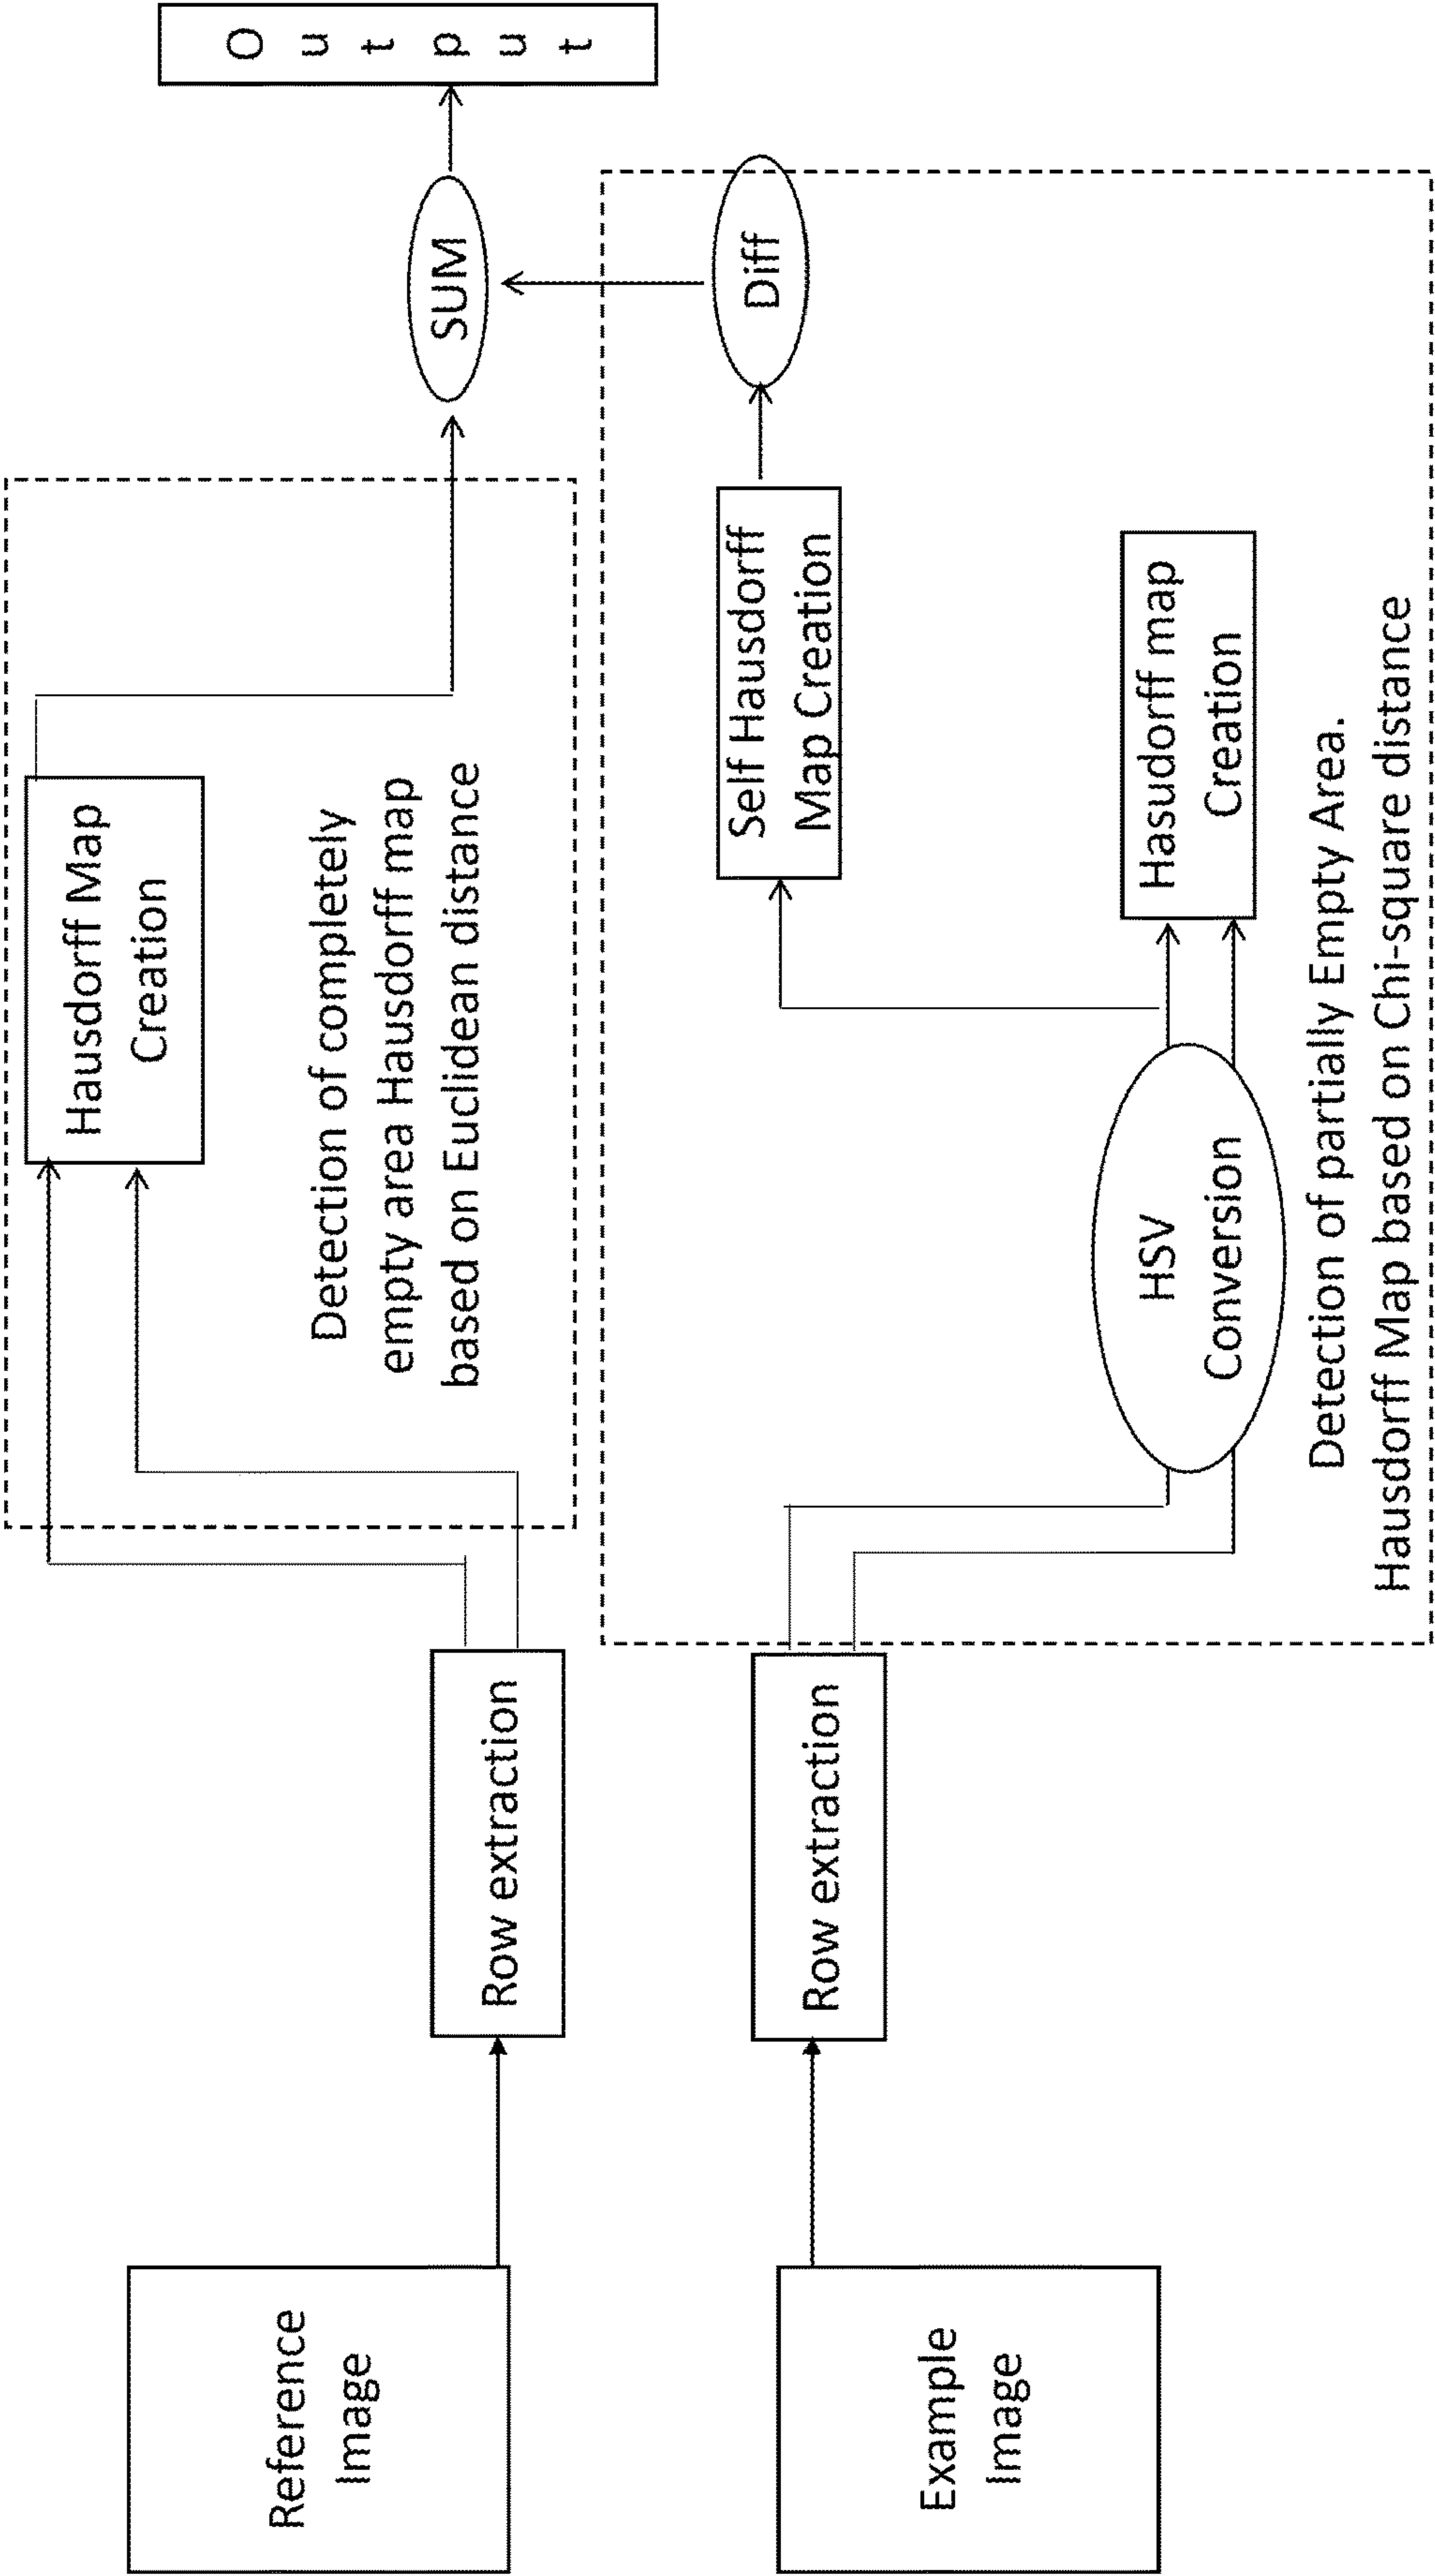 Reference
Image
Row extraction
Hausdorff Map
Creation
Detection of completely
empty area Hausdorff map
based on Euclidean distance
SUM
Output
Example
Image
Row extraction
HSV
Conversion
Self Hausdorff
Map Creation
Diff
Hasudorff map
Creation
Detection of partially Empty Area.
Hausdorff Map based on Chi-square distance